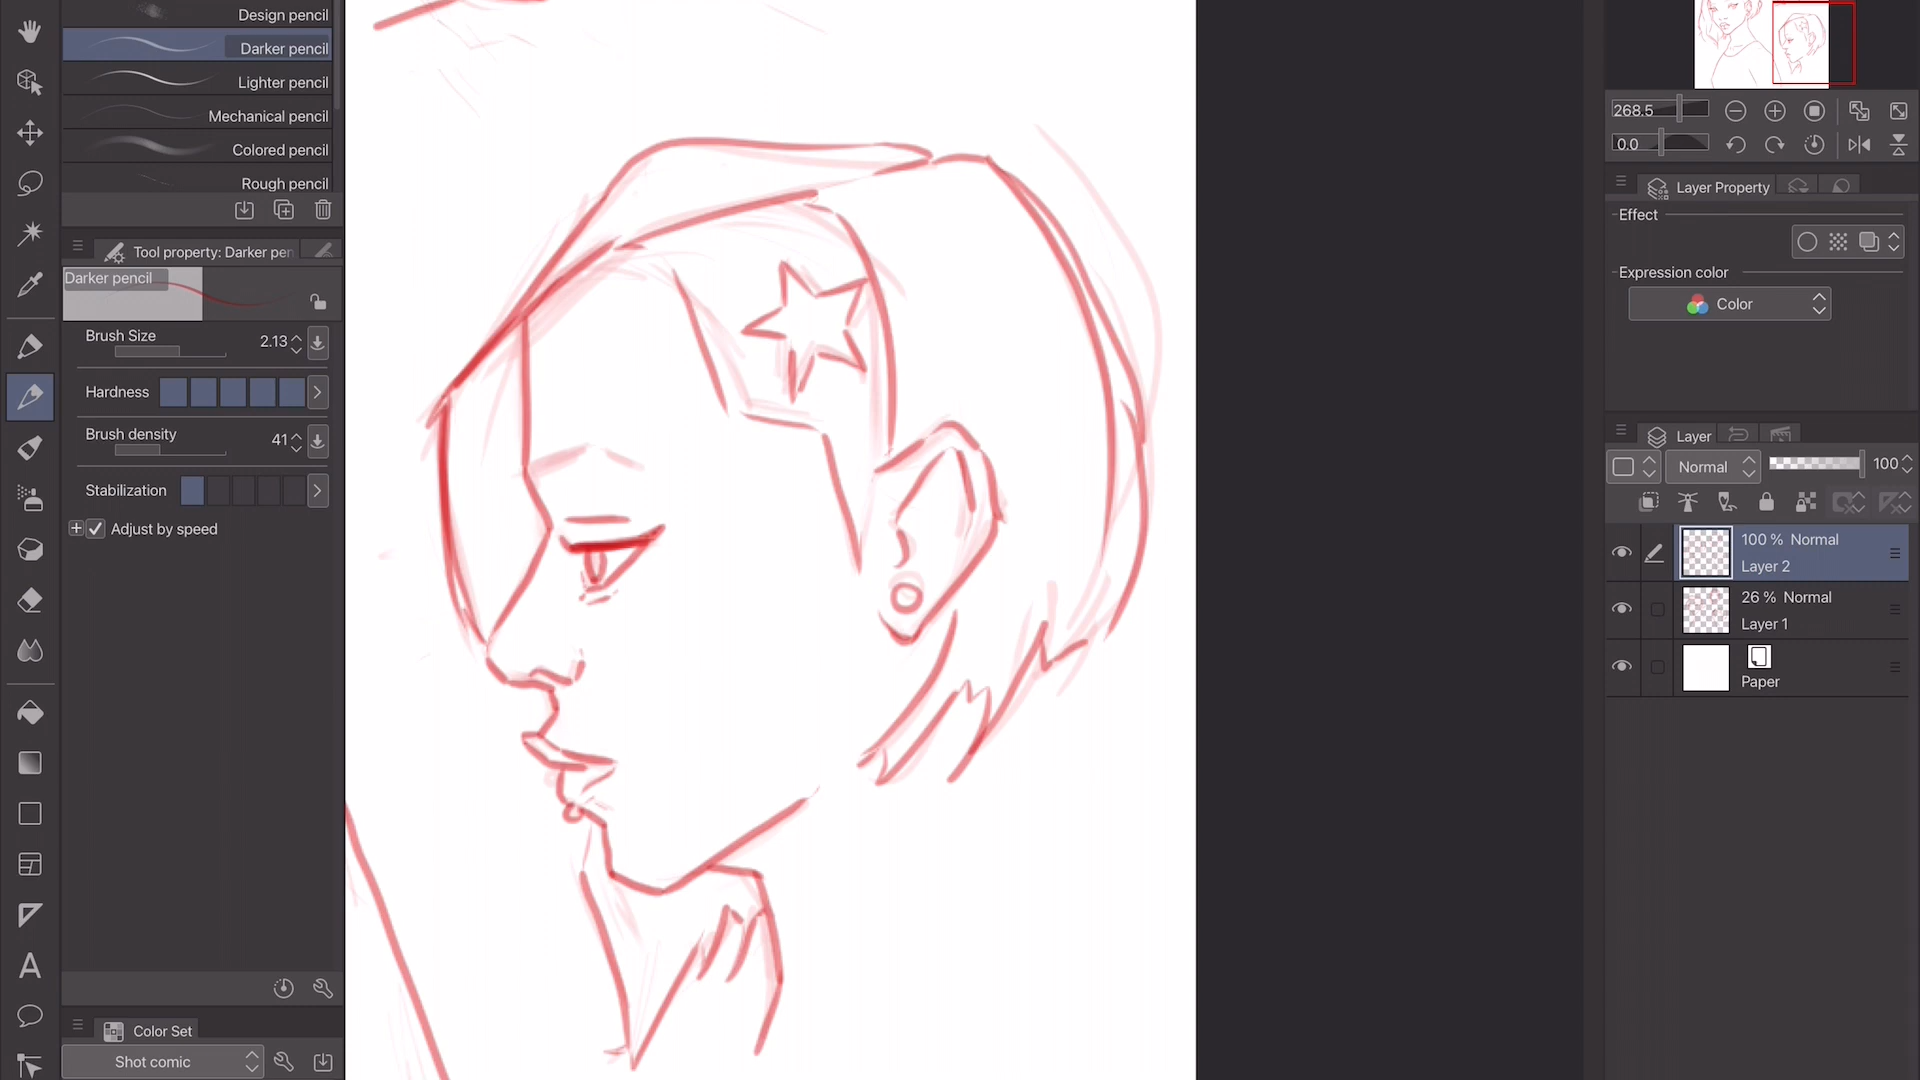 Design pencil
Darker pencil
Lighter pencil
Mechanical pencil
Colored pencil
Rough pencil
Tool property: Darker pen
Darker pencil
Brush Size 2.13
Hardness
Brush density 41
Stabilization
Adjust by speed
Color Set
Shot comic
A
268.5
0.0
Layer Property
Effect
Expression color
Color
Layer
Normal 100
100 % Normal
Layer 2
26 % Normal
Layer 1
Paper